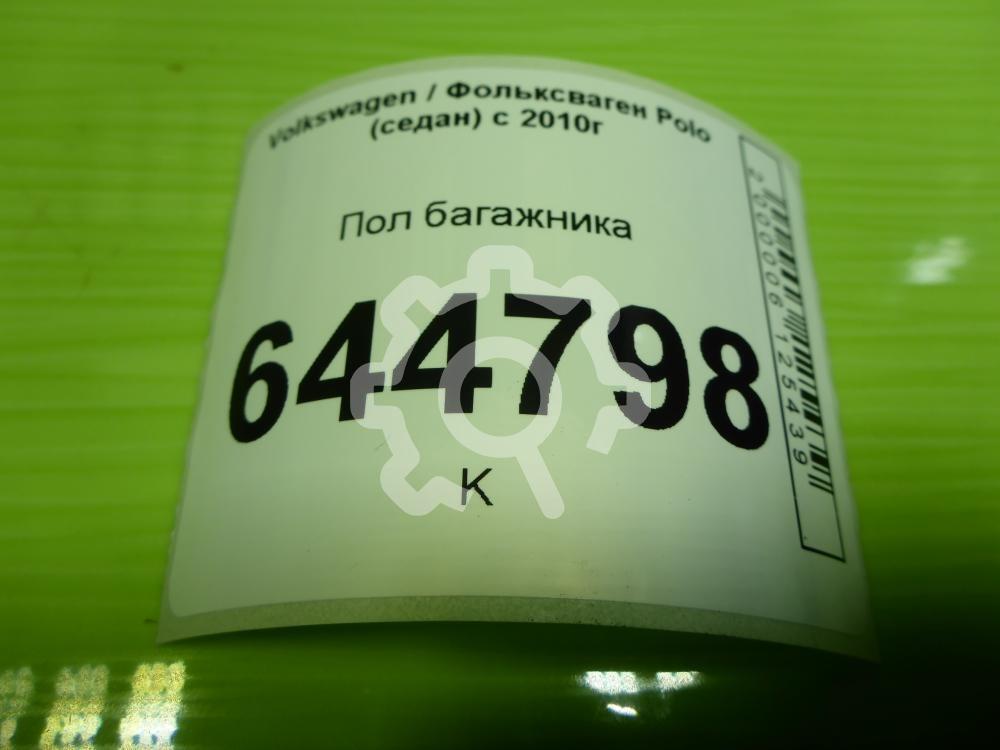 Volkswagen / Фольксваген Polo
(седан) с 2010г
Пол багажника
644798
К
2000006125439